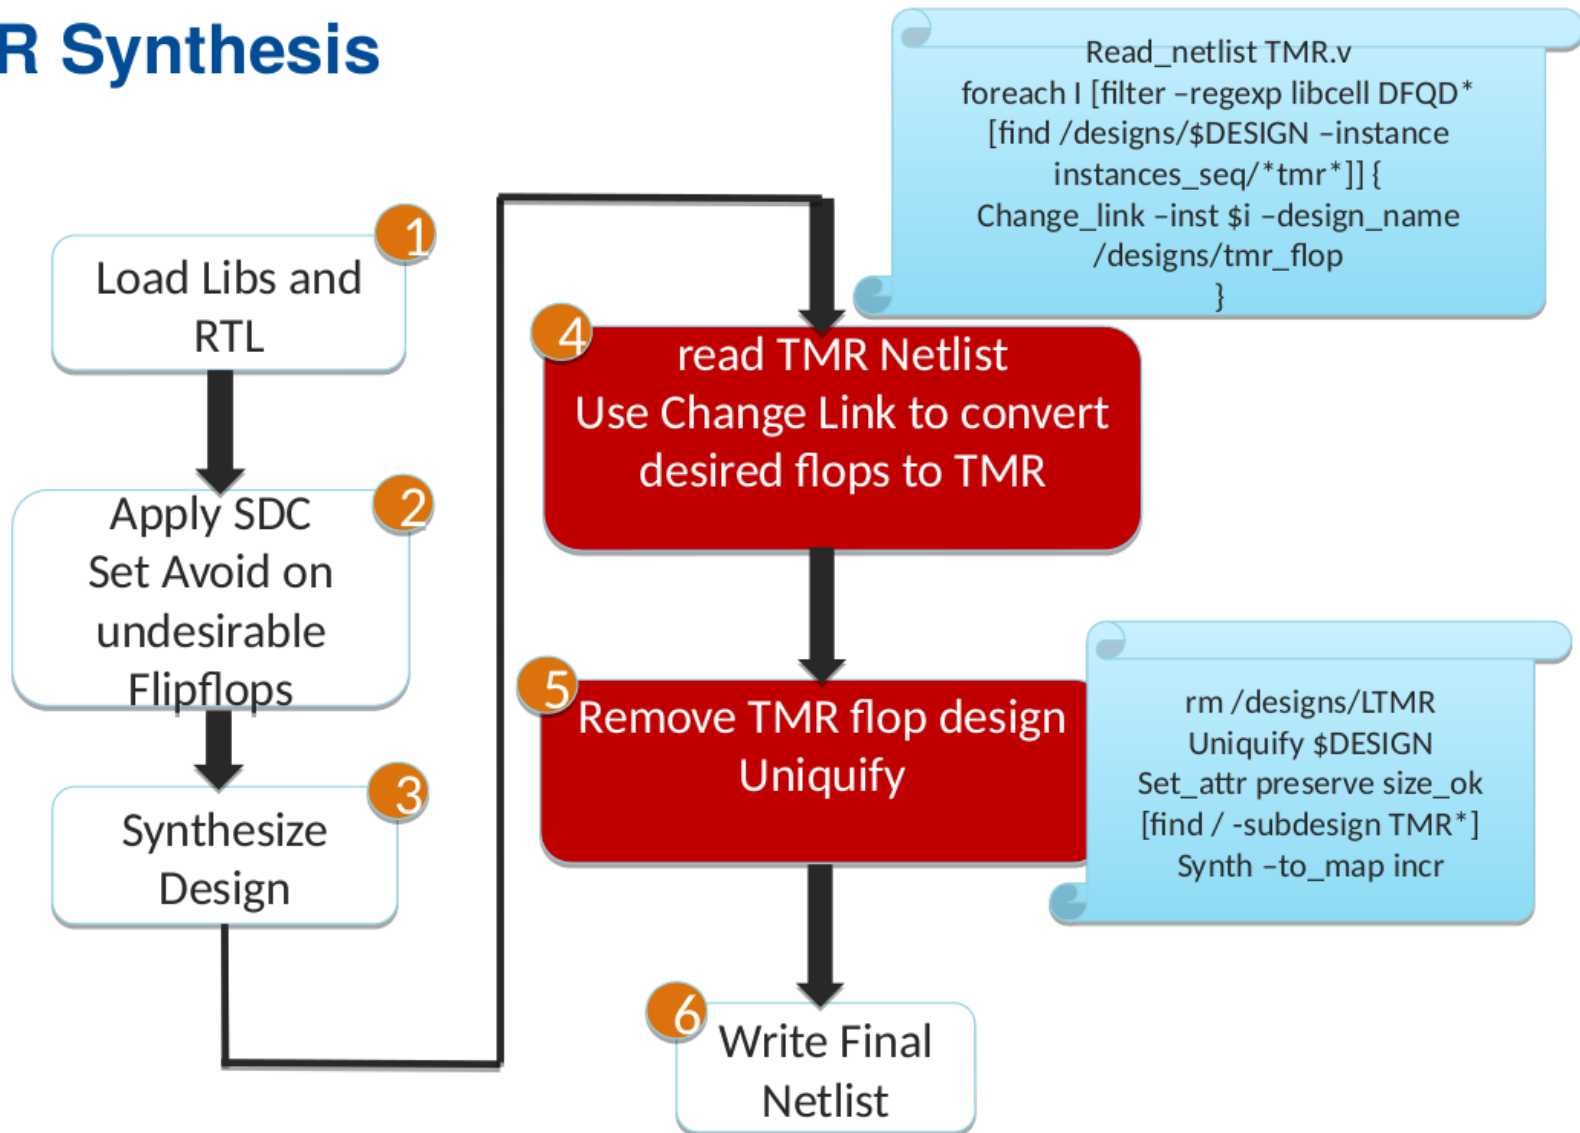 R Synthesis
1
Load Libs and
RTL
2
Apply SDC
Set Avoid on
undesirable
Flipflops
3
Synthesize
Design
Read_netlist TMR.v
foreach I [filter –regexp libcell DFQD*
[find /designs/$DESIGN –instance
instances_seq/*tmr*]] {
Change_link –inst $i –design_name
/designs/tmr_flop
}
4
read TMR Netlist
Use Change Link to convert
desired flops to TMR
5
Remove TMR flop design
Uniquify
rm /designs/LTMR
Uniquify $DESIGN
Set_attr preserve size_ok
[find / -subdesign TMR*]
Synth –to_map incr
6
Write Final
Netlist